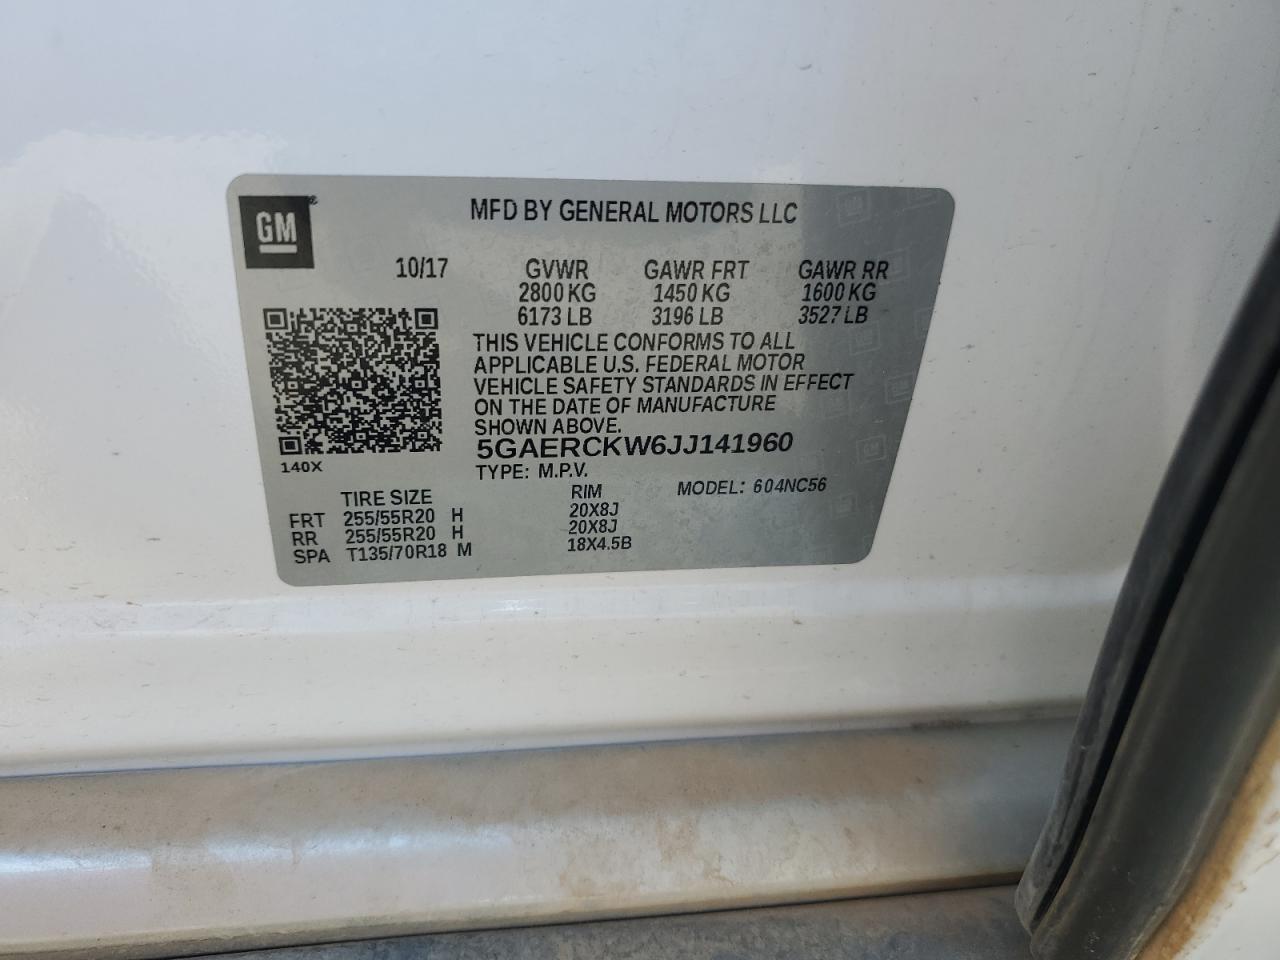 GM
MFD BY GENERAL MOTORS LLC
10/17 GVWR GAWR FRT GAWR RR
2800 KG 1450 KG 1600 KG
6173 LB 3196 LB 3527 LB
THIS VEHICLE CONFORMS TO ALL
APPLICABLE U.S. FEDERAL MOTOR
VEHICLE SAFETY STANDARDS IN EFFECT
ON THE DATE OF MANUFACTURE
SHOWN ABOVE.
5GAERCKW6JJ141960
140X
TYPE: M.P.V.
TIRE SIZE RIM MODEL: 604NC56
FRT 255/55R20 H 20X8J
RR 255/55R20 H 20X8J
SPA T135/70R18 M 18X4.5B